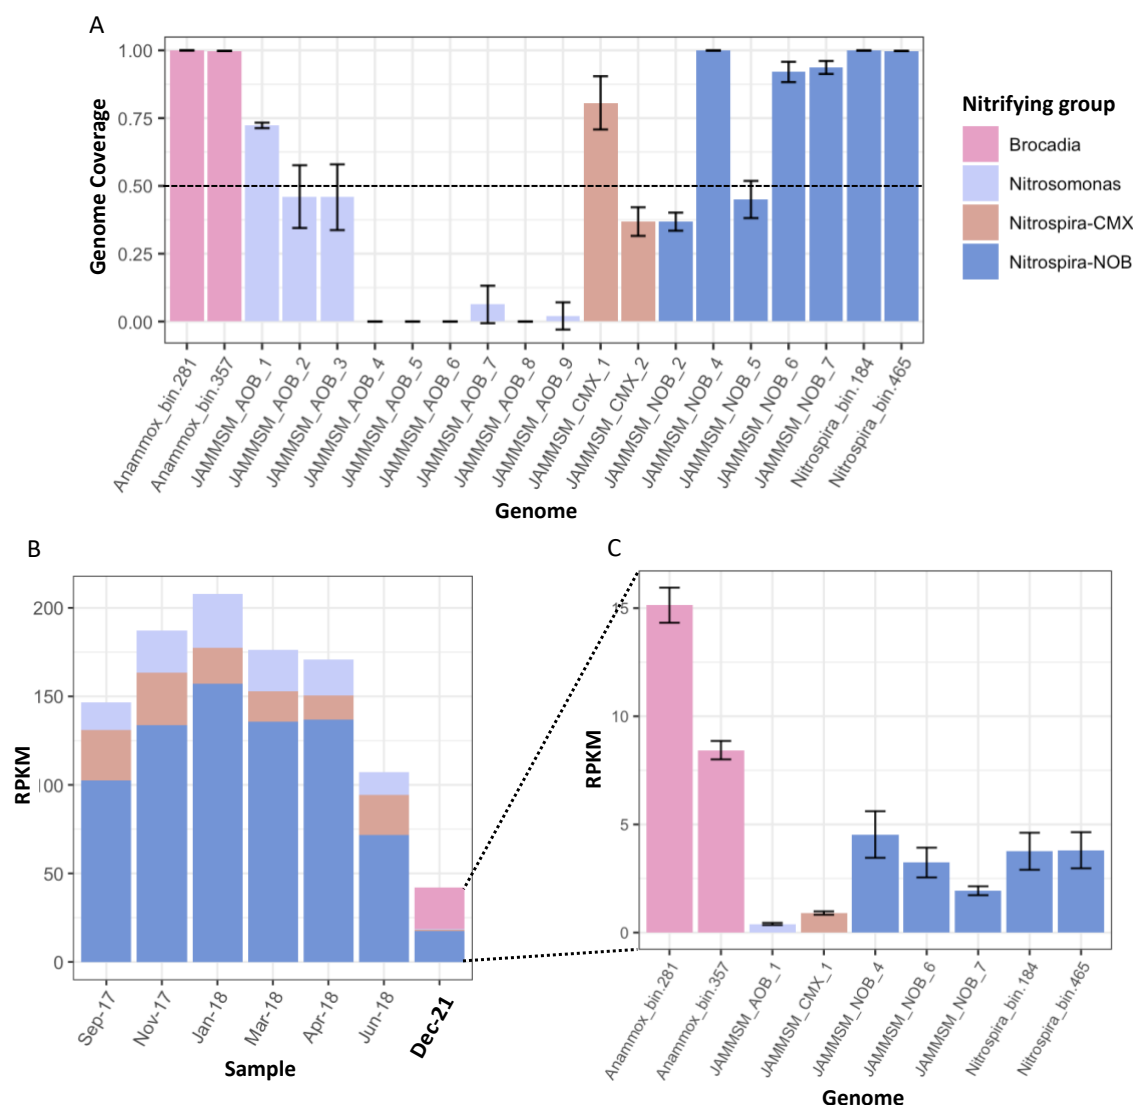 A
Genome Coverage
1.00
0.75
0.50
0.25
0.00
Anammox_bin.281
Anammox_bin.357
JAMMSM_AOB_1
JAMMSM_AOB_2
JAMMSM_AOB_3
JAMMSM_AOB_4
JAMMSM_AOB_5
JAMMSM_AOB_6
JAMMSM_AOB_7
JAMMSM_AOB_8
JAMMSM_AOB_9
JAMMSM_CMX_1
JAMMSM_CMX_2
JAMMSM_NOB_2
JAMMSM_NOB_4
JAMMSM_NOB_5
JAMMSM_NOB_6
JAMMSM_NOB_7
Nitrospira_bin.184
Nitrospira_bin.465
Genome
Nitrifying group
Brocadia
Nitrosomonas
Nitrospira-CMX
Nitrospira-NOB
B
RPKM
200
150
100
50
0
Sep-17
Nov-17
Jan-18
Mar-18
Apr-18
Jun-18
Dec-21
Sample
C
RPKM
15
10
5
0
Anammox_bin.281
Anammox_bin.357
JAMMSM_AOB_1
JAMMSM_CMX_1
JAMMSM_NOB_4
JAMMSM_NOB_6
JAMMSM_NOB_7
Nitrospira_bin.184
Nitrospira_bin.465
Genome